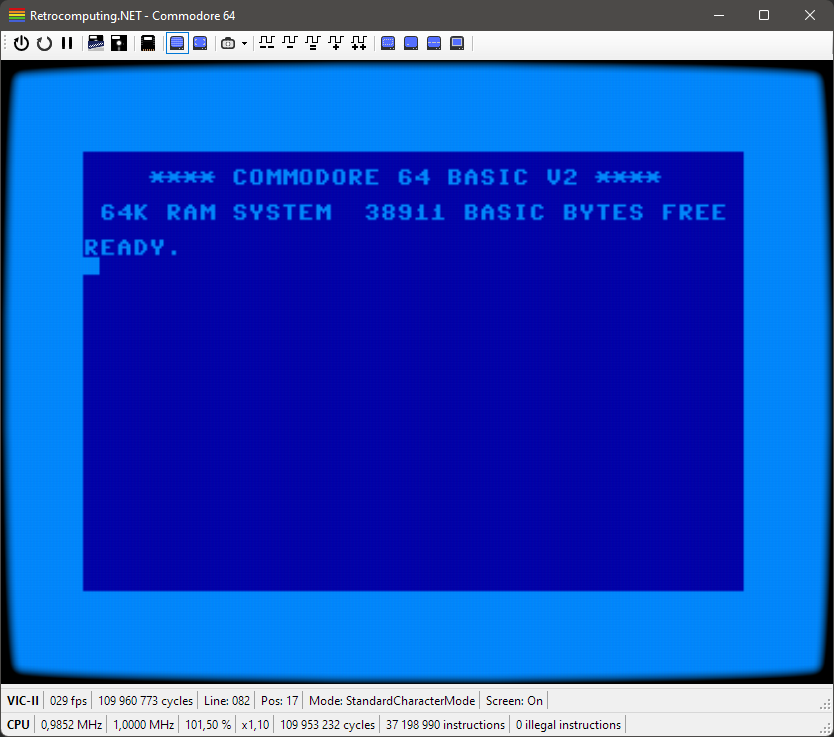 Retrocomputing.NET - Commodore 64
**** COMMODORE 64 BASIC V2 ****
64K RAM SYSTEM  38911 BASIC BYTES FREE
READY.
VIC-II 029 fps 109 960 773 cycles Line: 082 Pos: 17 Mode: StandardCharacterMode Screen: On
CPU 0,9852 MHz 1,0000 MHz 101,50 % x1,10 109 953 232 cycles 37 198 990 instructions 0 illegal instructions